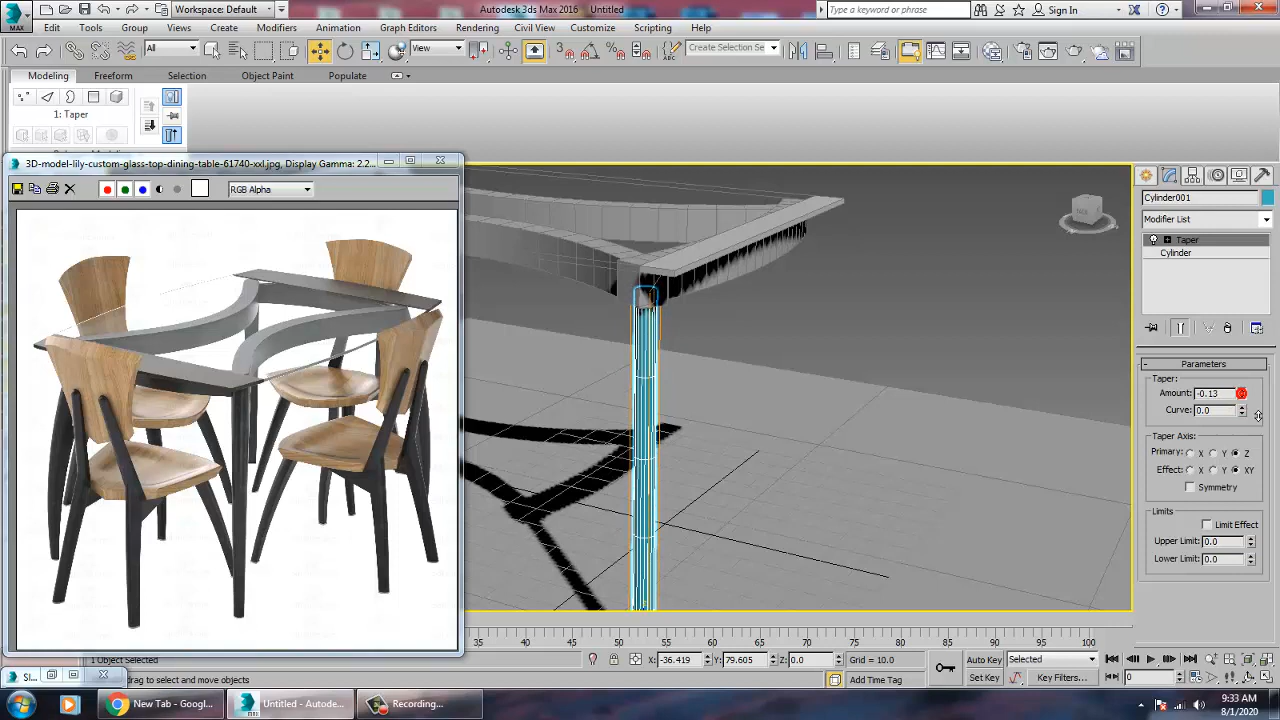 Workspace: Default
Autodesk 3ds Max 2016 Untitled
Type a keyword or phrase
Sign In
MAX
Edit Tools Group Views Create Modifiers Animation Graph Editors Rendering Civil View Customize Scripting Help
All
View
Create Selection Se
Modeling Freeform Selection Object Paint Populate
1: Taper
3D-model-lily-custom-glass-top-dining-table-61740-xxl.jpg, Display Gamma: 2.2...
RGB Alpha
Cylinder001
Modifier List
Taper
Cylinder
Parameters
Taper:
Amount: -0.13
Curve: 0.0
Taper Axis:
Primary: X Y Z
Effect: X Y XY
Symmetry
Limits
Limit Effect
Upper Limit: 0.0
Lower Limit: 0.0
35 40 45 50 55 60 65 70 75 80 85 90 95 100
1 Object Selected
X: -36.419 Y: 79.605 Z: 0.0 Grid = 10.0
Auto Key Selected
drag to select and move objects
Add Time Tag
Set Key Key Filters...
0
New Tab - Googl...
Untitled - Autode...
Recording...
9:33 AM
8/1/2020